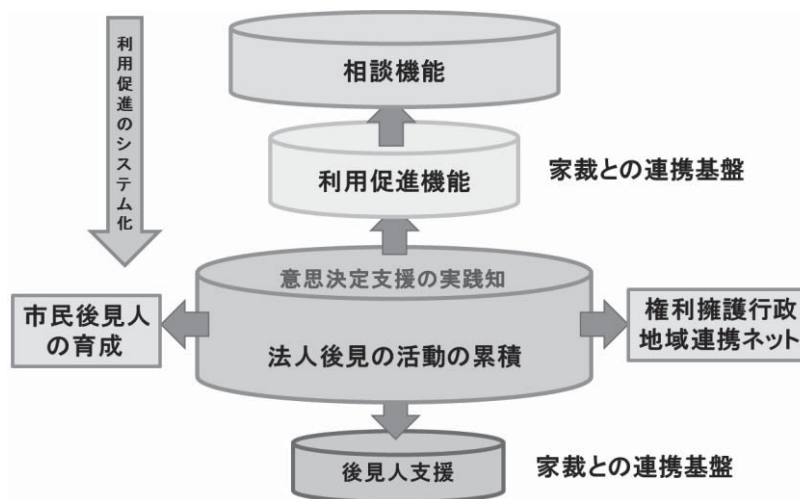 利用促進のシステム化
相談機能
利用促進機能
家裁との連携基盤
意思決定支援の実践知
市民後見人
の育成
法人後見の活動の累積
権利擁護行政
地域連携ネット
後見人支援
家裁との連携基盤